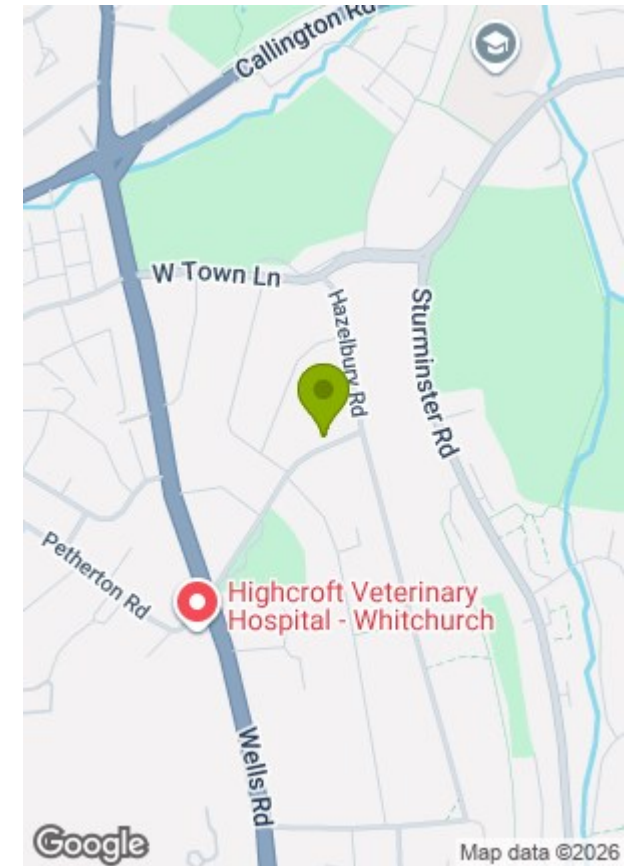 Callington Rd
W Town Ln
Hazelbury Rd
Sturminster Rd
Petherton Rd
Highcroft Veterinary
Hospital - Whitchurch
Wells Rd
Google
Map data ©2026